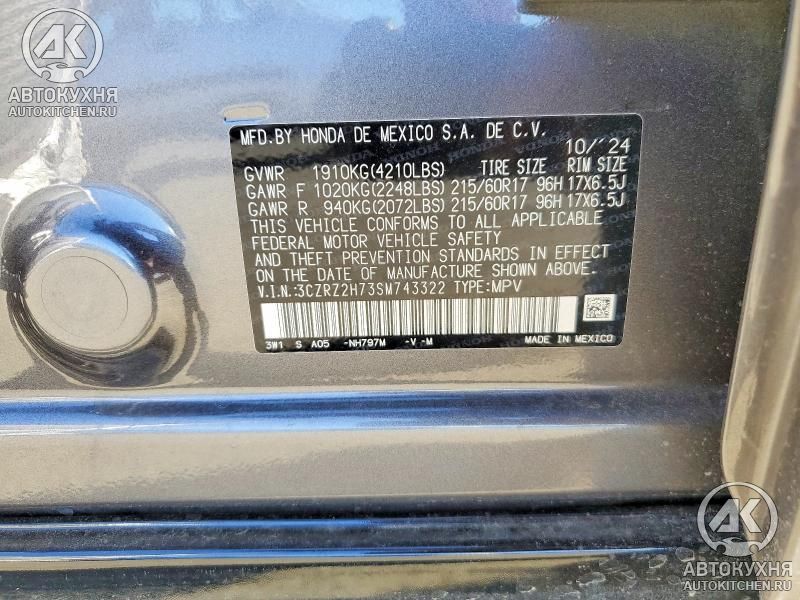 AK
АВТОКУХНЯ
AUTOKITCHEN.RU
MFD.BY HONDA DE MEXICO S.A. DE C.V.
10/'24
GVWR 1910KG(4210LBS) TIRE SIZE RIM SIZE
GAWR F 1020KG(2248LBS) 215/60R17 96H 17X6.5J
GAWR R 940KG(2072LBS) 215/60R17 96H 17X6.5J
THIS VEHICLE CONFORMS TO ALL APPLICABLE
FEDERAL MOTOR VEHICLE SAFETY
AND THEFT PREVENTION STANDARDS IN EFFECT
ON THE DATE OF MANUFACTURE SHOWN ABOVE.
V.I.N:3CZRZ2H73SM743322 TYPE:MPV
3W1 S A05 -NH797M -V -M MADE IN MEXICO
AK
АВТОКУХНЯ
AUTOKITCHEN.RU